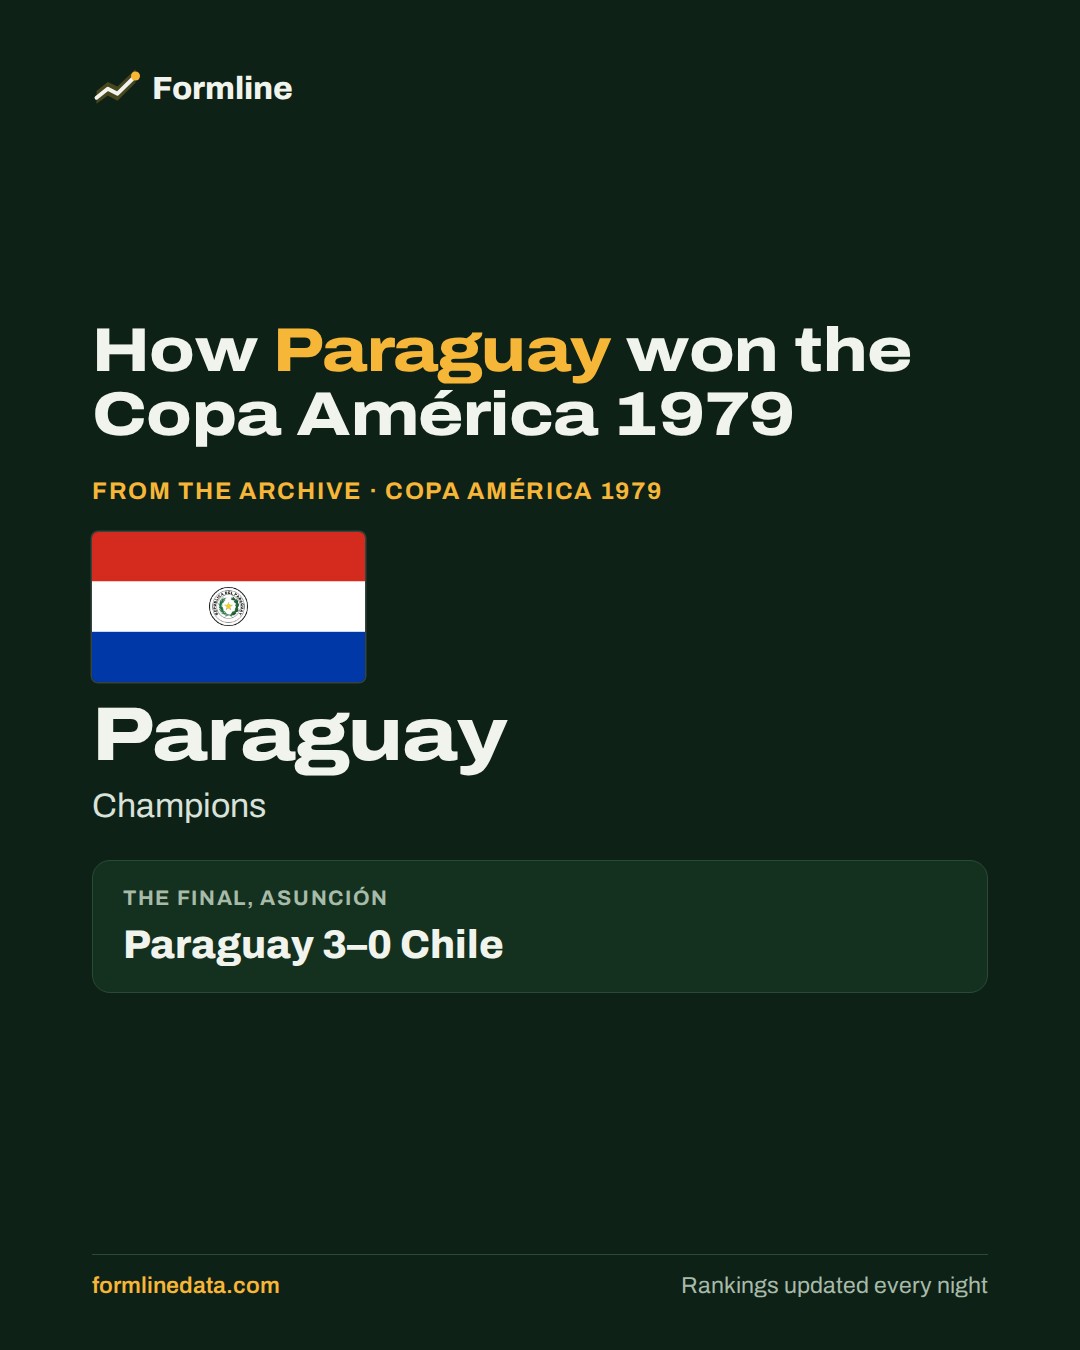 Formline
How Paraguay won the
Copa América 1979
FROM THE ARCHIVE · COPA AMÉRICA 1979
Paraguay
Champions
THE FINAL, ASUNCIÓN
Paraguay 3–0 Chile
formlinedata.com
Rankings updated every night